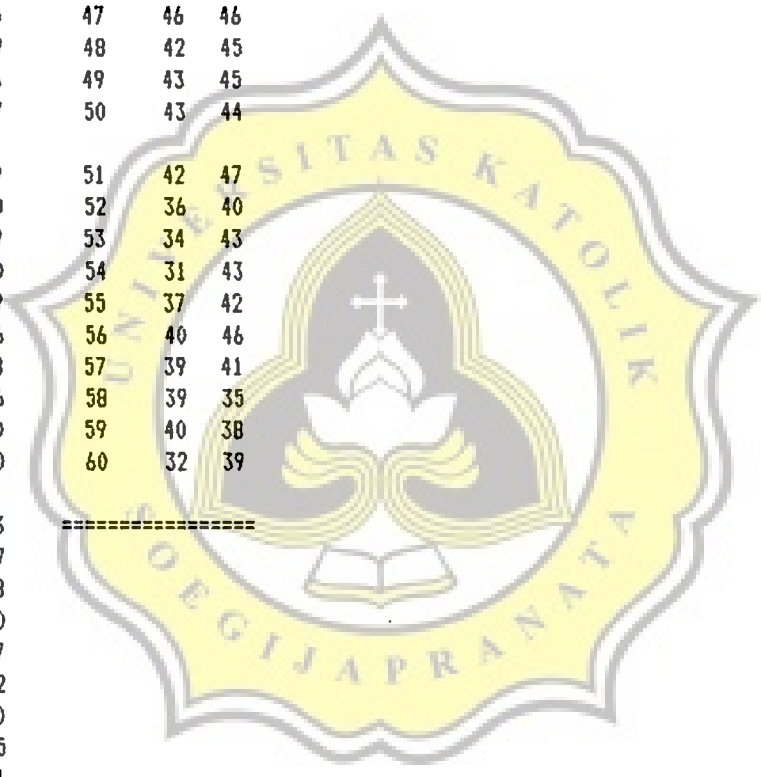 47 46 46
48 42 45
49 43 45
50 43 44
51 42 47
52 36 40
53 34 43
54 31 43
55 37 42
56 40 46
57 39 41
58 39 35
59 40 38
60 32 39
=================
UNIVERSITAS KATOLIK
SOEGIJAPRANATA